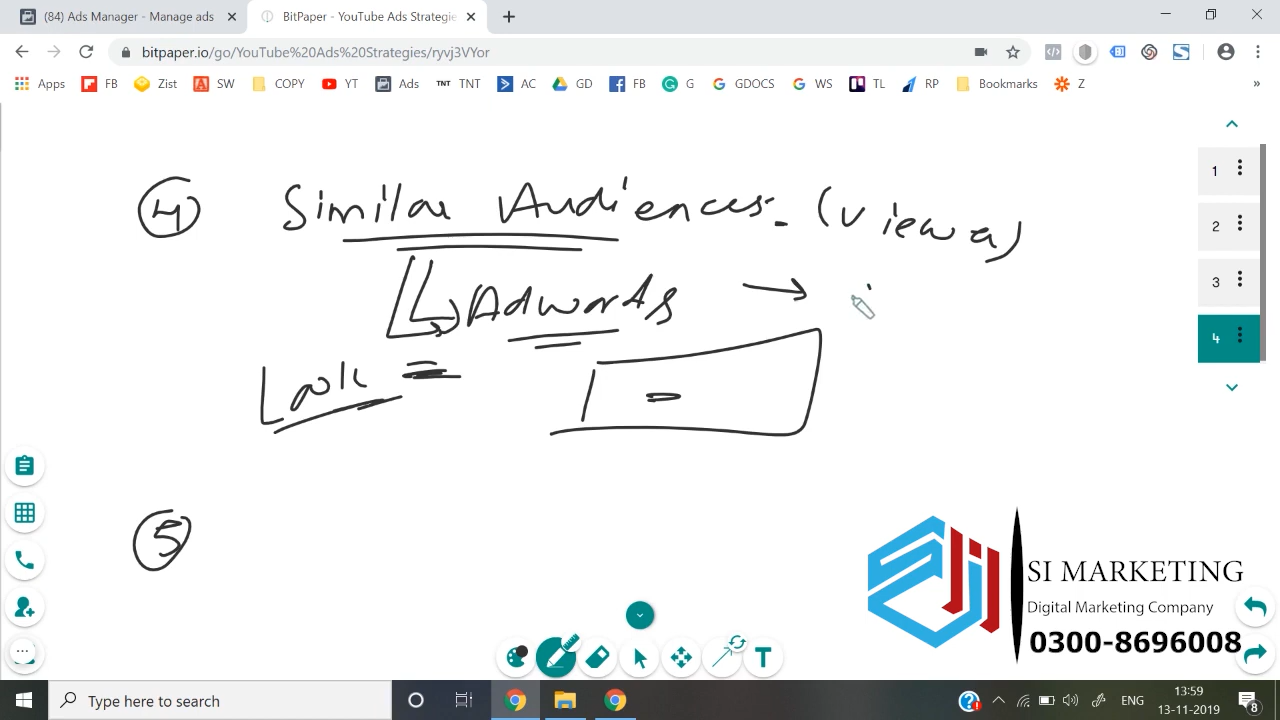 (84) Ads Manager - Manage ads
BitPaper - YouTube Ads Strategie
bitpaper.io/go/YouTube%20Ads%20Strategies/ryvj3VYor
Apps FB Zist SW COPY YT Ads TNT TNT AC GD FB G GDOCS WS TL RP Bookmarks Z »
4 Similar Audiences. (
1
2
Adwords →
3
4
Look =
5
SI MARKETING
Digital Marketing Company
0300-8696008
T
Type here to search
ENG
13:59
13-11-2019
8